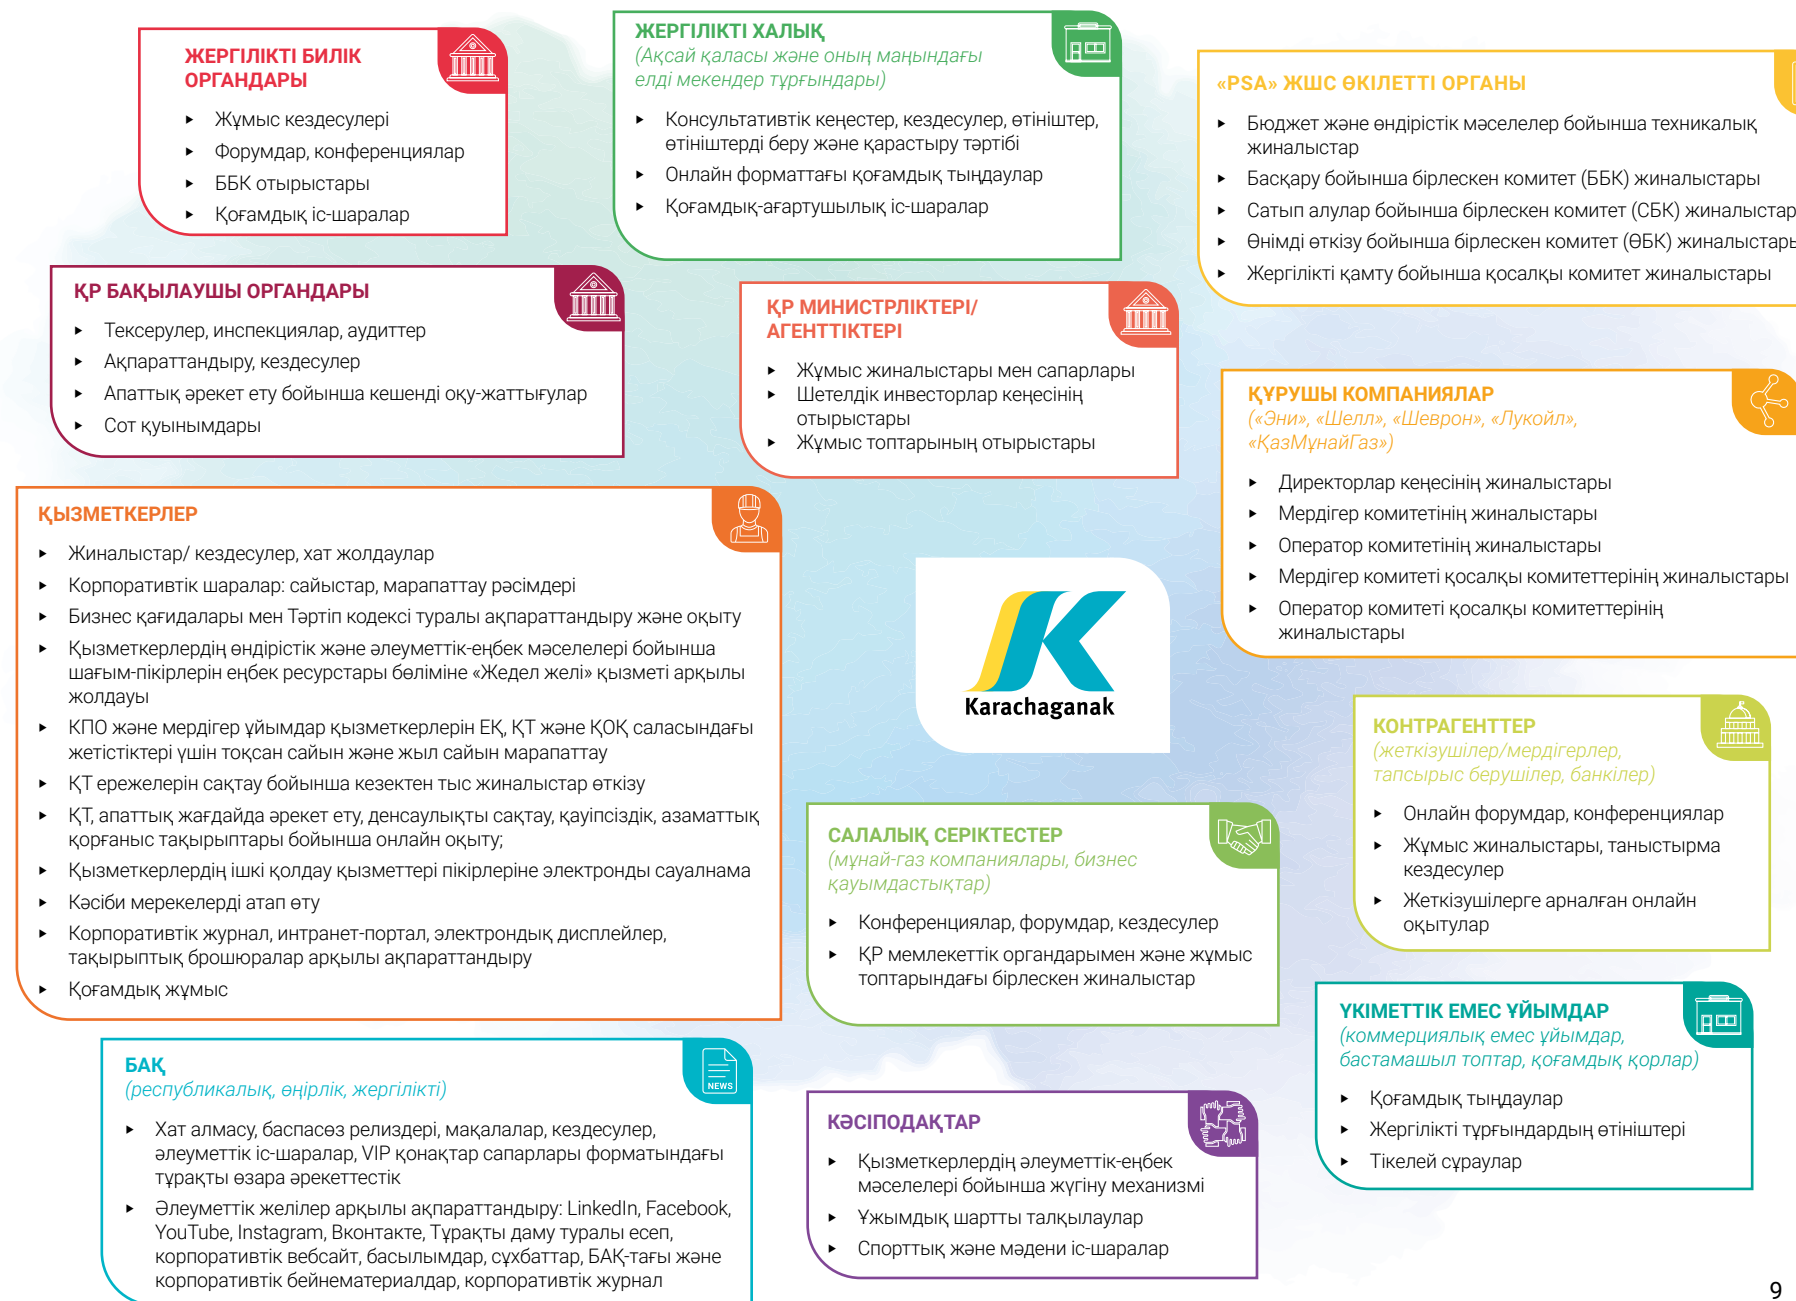 ЖЕРГІЛІКТІ БИЛІК
ОРГАНДАРЫ
▸ Жұмыс кездесулері
▸ Форумдар, конференциялар
▸ ББК отырыстары
▸ Қоғамдық іс-шаралар
ЖЕРГІЛІКТІ ХАЛЫҚ
(Ақсай қаласы және оның маңындағы
елді мекендер тұрғындары)
▸ Консультативтік кеңестер, кездесулер, өтініштер,
өтініштерді беру және қарастыру тәртібі
▸ Онлайн форматтағы қоғамдық тыңдаулар
▸ Қоғамдық-ағартушылық іс-шаралар
«PSA» ЖШС ӨКІЛЕТТІ ОРГАНЫ
▸ Бюджет және өндірістік мәселелер бойынша техникалық
жиналыстар
▸ Басқару бойынша бірлескен комитет (ББК) жиналыстары
▸ Сатып алулар бойынша бірлескен комитет (СБК) жиналыстар
▸ Өнімді өткізу бойынша бірлескен комитет (ӨБК) жиналыстары
▸ Жергілікті қамту бойынша қосалқы комитет жиналыстары
ҚР БАҚЫЛАУШЫ ОРГАНДАРЫ
▸ Тексерулер, инспекциялар, аудиттер
▸ Ақпараттандыру, кездесулер
▸ Апаттық әрекет ету бойынша кешенді оқу-жаттығулар
▸ Сот қуынымдары
ҚР МИНИСТРЛІКТЕРІ/
АГЕНТТІКТЕРІ
▸ Жұмыс жиналыстары мен сапарлары
▸ Шетелдік инвесторлар кеңесінің
отырыстары
▸ Жұмыс топтарының отырыстары
ҚҰРУШЫ КОМПАНИЯЛАР
(«Эни», «Шелл», «Шеврон», «Лукойл»,
«ҚазМұнайГаз»)
▸ Директорлар кеңесінің жиналыстары
▸ Мердігер комитетінің жиналыстары
▸ Оператор комитетінің жиналыстары
▸ Мердігер комитеті қосалқы комитеттерінің жиналыстары
▸ Оператор комитеті қосалқы комитеттерінің
жиналыстары
ҚЫЗМЕТКЕРЛЕР
▸ Жиналыстар/ кездесулер, хат жолдаулар
▸ Корпоративтік шаралар: сайыстар, марапаттау рәсімдері
▸ Бизнес қағидалары мен Тәртіп кодексі туралы ақпараттандыру және оқыту
▸ Қызметкерлердің өндірістік және әлеуметтік-еңбек мәселелері бойынша
шағым-пікірлерін еңбек ресурстары бөліміне «Жедел желі» қызметі арқылы
жолдауы
▸ КПО және мердігер ұйымдар қызметкерлерін ЕҚ, ҚТ және ҚОҚ саласындағы
жетістіктері үшін тоқсан сайын және жыл сайын марапаттау
▸ ҚТ ережелерін сақтау бойынша кезектен тыс жиналыстар өткізу
▸ ҚТ, апаттық жағдайда әрекет ету, денсаулықты сақтау, қауіпсіздік, азаматтық
қорғаныс тақырыптары бойынша онлайн оқыту;
▸ Қызметкерлердің ішкі қолдау қызметтері пікірлеріне электронды сауалнама
▸ Кәсіби мерекелерді атап өту
▸ Корпоративтік журнал, интранет-портал, электрондық дисплейлер,
тақырыптық брошюралар арқылы ақпараттандыру
▸ Қоғамдық жұмыс
Karachaganak
КОНТРАГЕНТТЕР
(жеткізушілер/мердігерлер,
тапсырыс берушілер, банкілер)
▸ Онлайн форумдар, конференциялар
▸ Жұмыс жиналыстары, таныстырма
кездесулер
▸ Жеткізушілерге арналған онлайн
оқытулар
САЛАЛЫҚ СЕРІКТЕСТЕР
(мұнай-газ компаниялары, бизнес
қауымдастықтар)
▸ Конференциялар, форумдар, кездесулер
▸ ҚР мемлекеттік органдарымен және жұмыс
топтарындағы бірлескен жиналыстар
ҮКІМЕТТІК ЕМЕС ҰЙЫМДАР
(коммерциялық емес ұйымдар,
бастамашыл топтар, қоғамдық қорлар)
▸ Қоғамдық тыңдаулар
▸ Жергілікті тұрғындардың өтініштері
▸ Тікелей сұраулар
БАҚ
(республикалық, өңірлік, жергілікті)
NEWS
▸ Хат алмасу, баспасөз релиздері, мақалалар, кездесулер,
әлеуметтік іс-шаралар, VIP қонақтар сапарлары форматындағы
тұрақты өзара әрекеттестік
▸ Әлеуметтік желілер арқылы ақпараттандыру: LinkedIn, Facebook,
YouTube, Instagram, Вконтакте, Тұрақты даму туралы есеп,
корпоративтік вебсайт, басылымдар, сұхбаттар, БАҚ-тағы және
корпоративтік бейнематериалдар, корпоративтік журнал
КӘСІПОДАҚТАР
▸ Қызметкерлердің әлеуметтік-еңбек
мәселелері бойынша жүгіну механизмі
▸ Ұжымдық шартты талқылаулар
▸ Спорттық және мәдени іс-шаралар
9